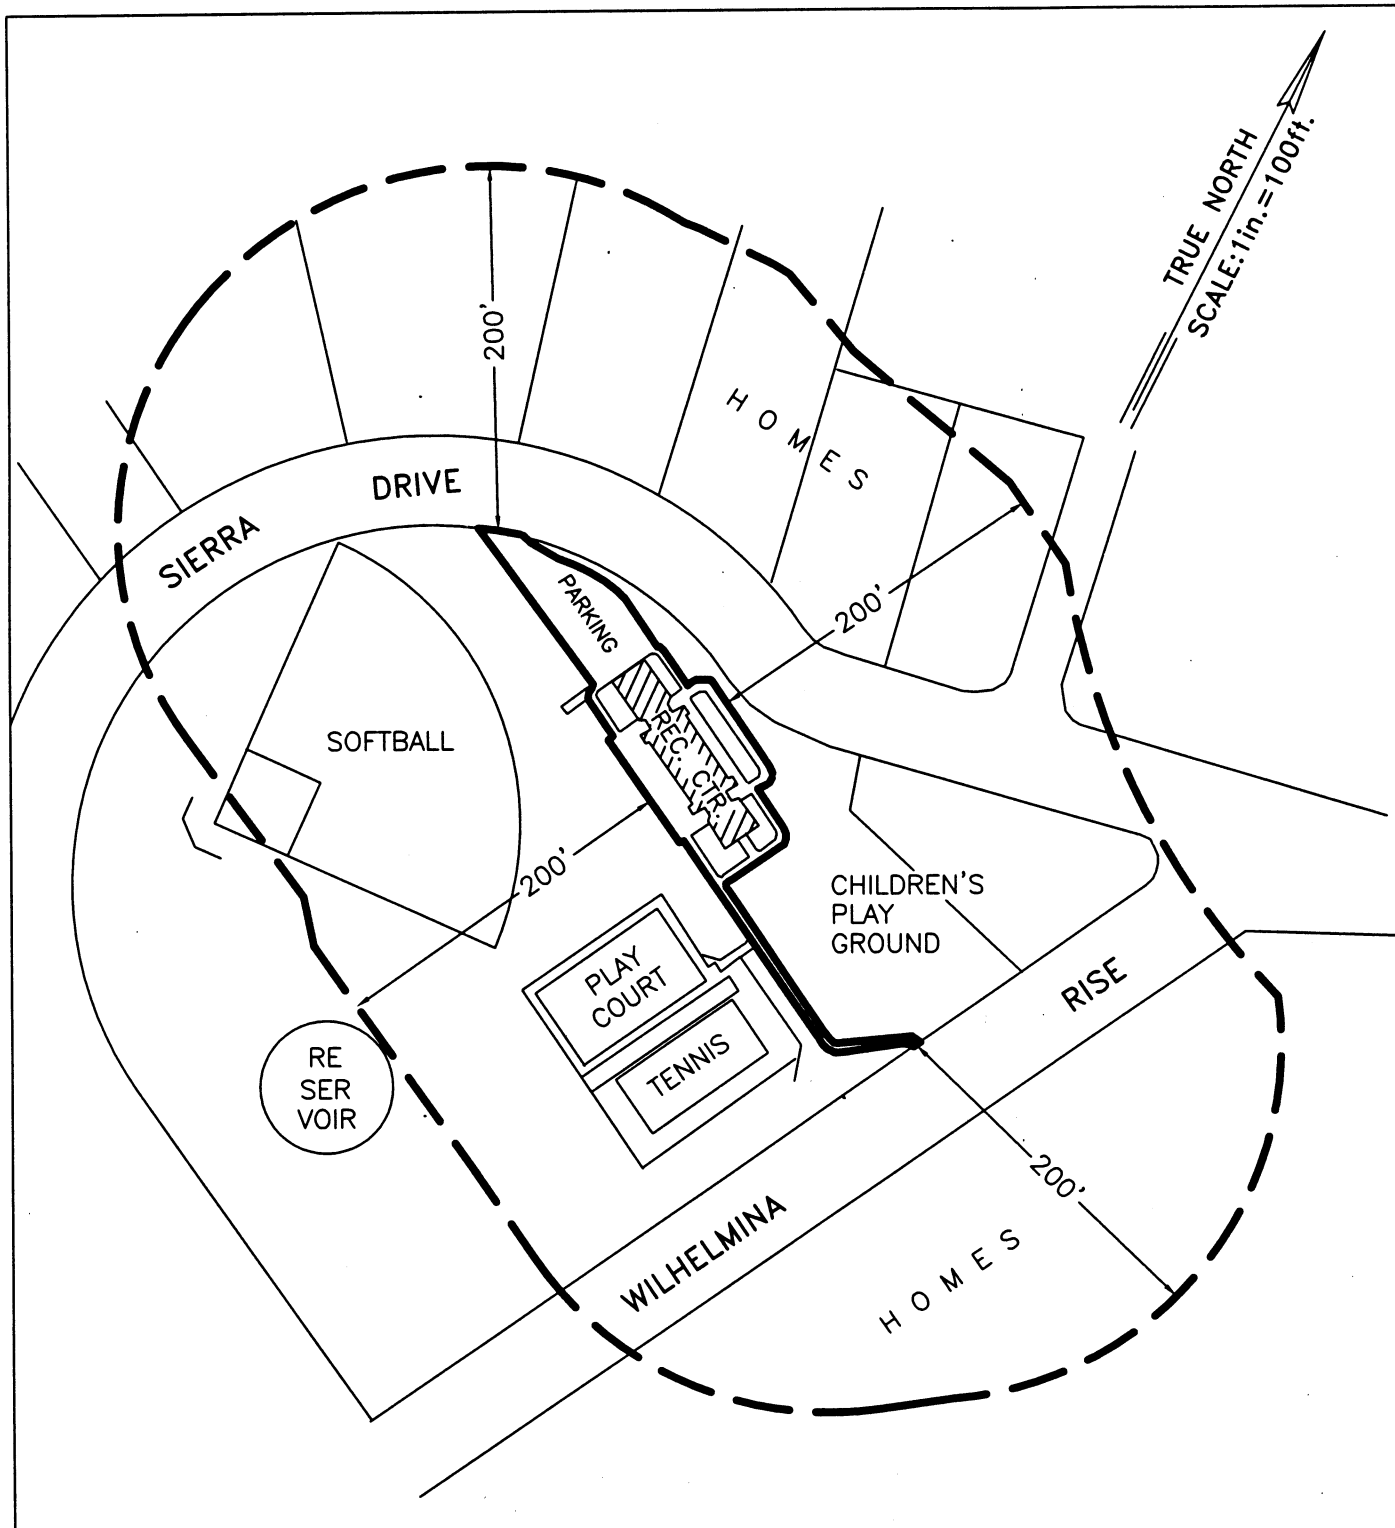 TRUE NORTH
SCALE:1in.=100ft.
200'
HOMES
SIERRA DRIVE
PARKING
200'
SOFTBALL
REC. CTR.
200'
CHILDREN'S
PLAY
GROUND
PLAY
COURT
TENNIS
RE
SER
VOIR
WILHELMINA RISE
200'
HOMES